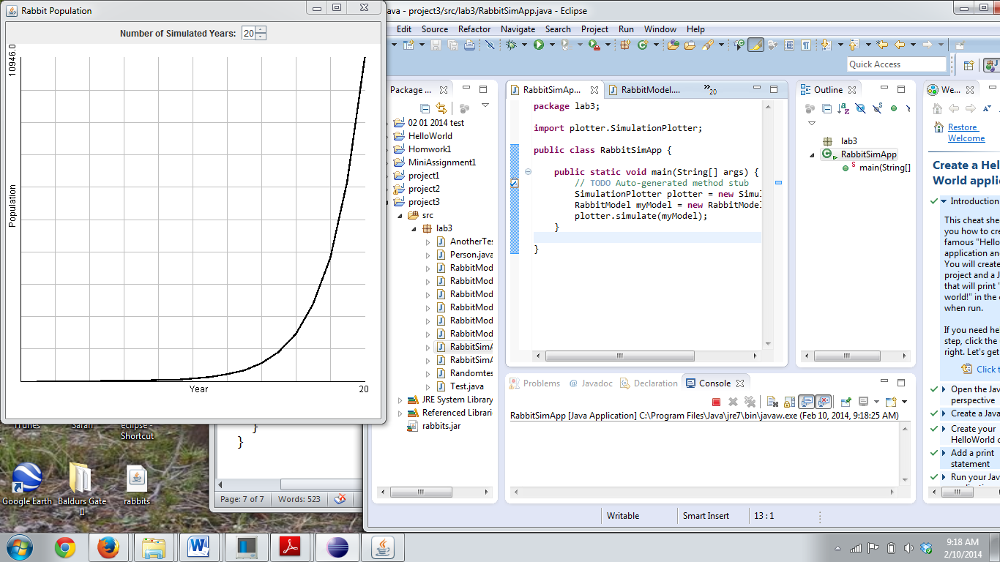 Rabbit Population
Number of Simulated Years: 20
10946.0
Population
Year
20
ava - project3/src/lab3/RabbitSimApp.java - Eclipse
Edit Source Refactor Navigate Search Project Run Window Help
Quick Access
Package ...
02 01 2014 test
HelloWorld
Homwork1
MiniAssignment1
project1
project2
project3
src
lab3
AnotherTe
Person.java
RabbitMod
RabbitMod
RabbitMod
RabbitMod
RabbitMod
RabbitMod
RabbitSimA
RabbitSimA
Randomtes
Test.java
JRE System Library
Referenced Librari
rabbits.jar
RabbitSimAp... RabbitModel.... 20
package lab3;
import plotter.SimulationPlotter;
public class RabbitSimApp {
public static void main(String[] args) {
// TODO Auto-generated method stub
SimulationPlotter plotter = new Simul
RabbitModel myModel = new RabbitModel
plotter.simulate(myModel);
}
}
Outline
lab3
RabbitSimApp
main(String[]
We...
Restore
Welcome
Create a Hel
World applic
Introduction
This cheat she
you how to cre
famous "Hello
application an
You will create
project and a J
that will print "
world!" in the c
when run.
If you need he
step, click the
right. Let's get
Click t
Open the Jav
perspective
Create a Java
Create your
HelloWorld c
Add a print
statement
Run your Jav
Problems @ Javadoc Declaration Console
RabbitSimApp [Java Application] C:\Program Files\Java\jre7\bin\javaw.exe (Feb 10, 2014, 9:18:25 AM)
Writable Smart Insert 13 : 1
iTunes
Sarah
eclipse -
Shortcut
}
}
Page: 7 of 7 Words: 523
Google Earth
Baldurs Gate
II
rabbits
9:18 AM
2/10/2014